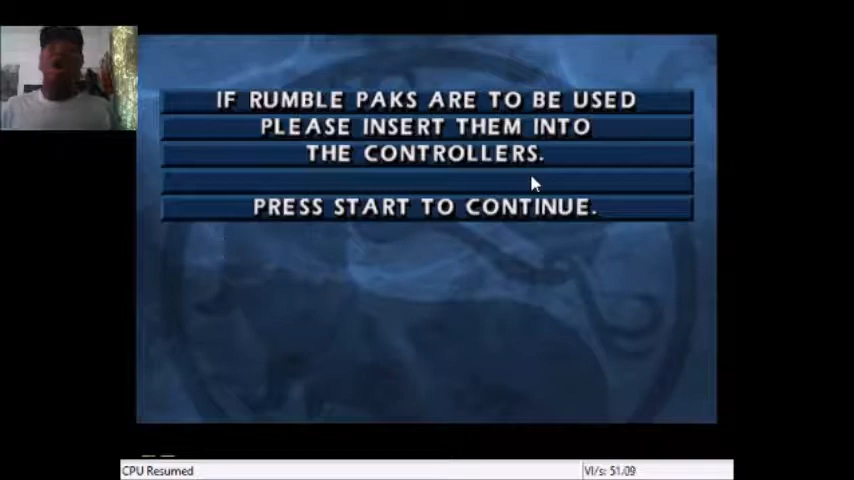 IF RUMBLE PAKS ARE TO BE USED
PLEASE INSERT THEM INTO
THE CONTROLLERS.
PRESS START TO CONTINUE.
CPU Resumed
VI/s: 51.09